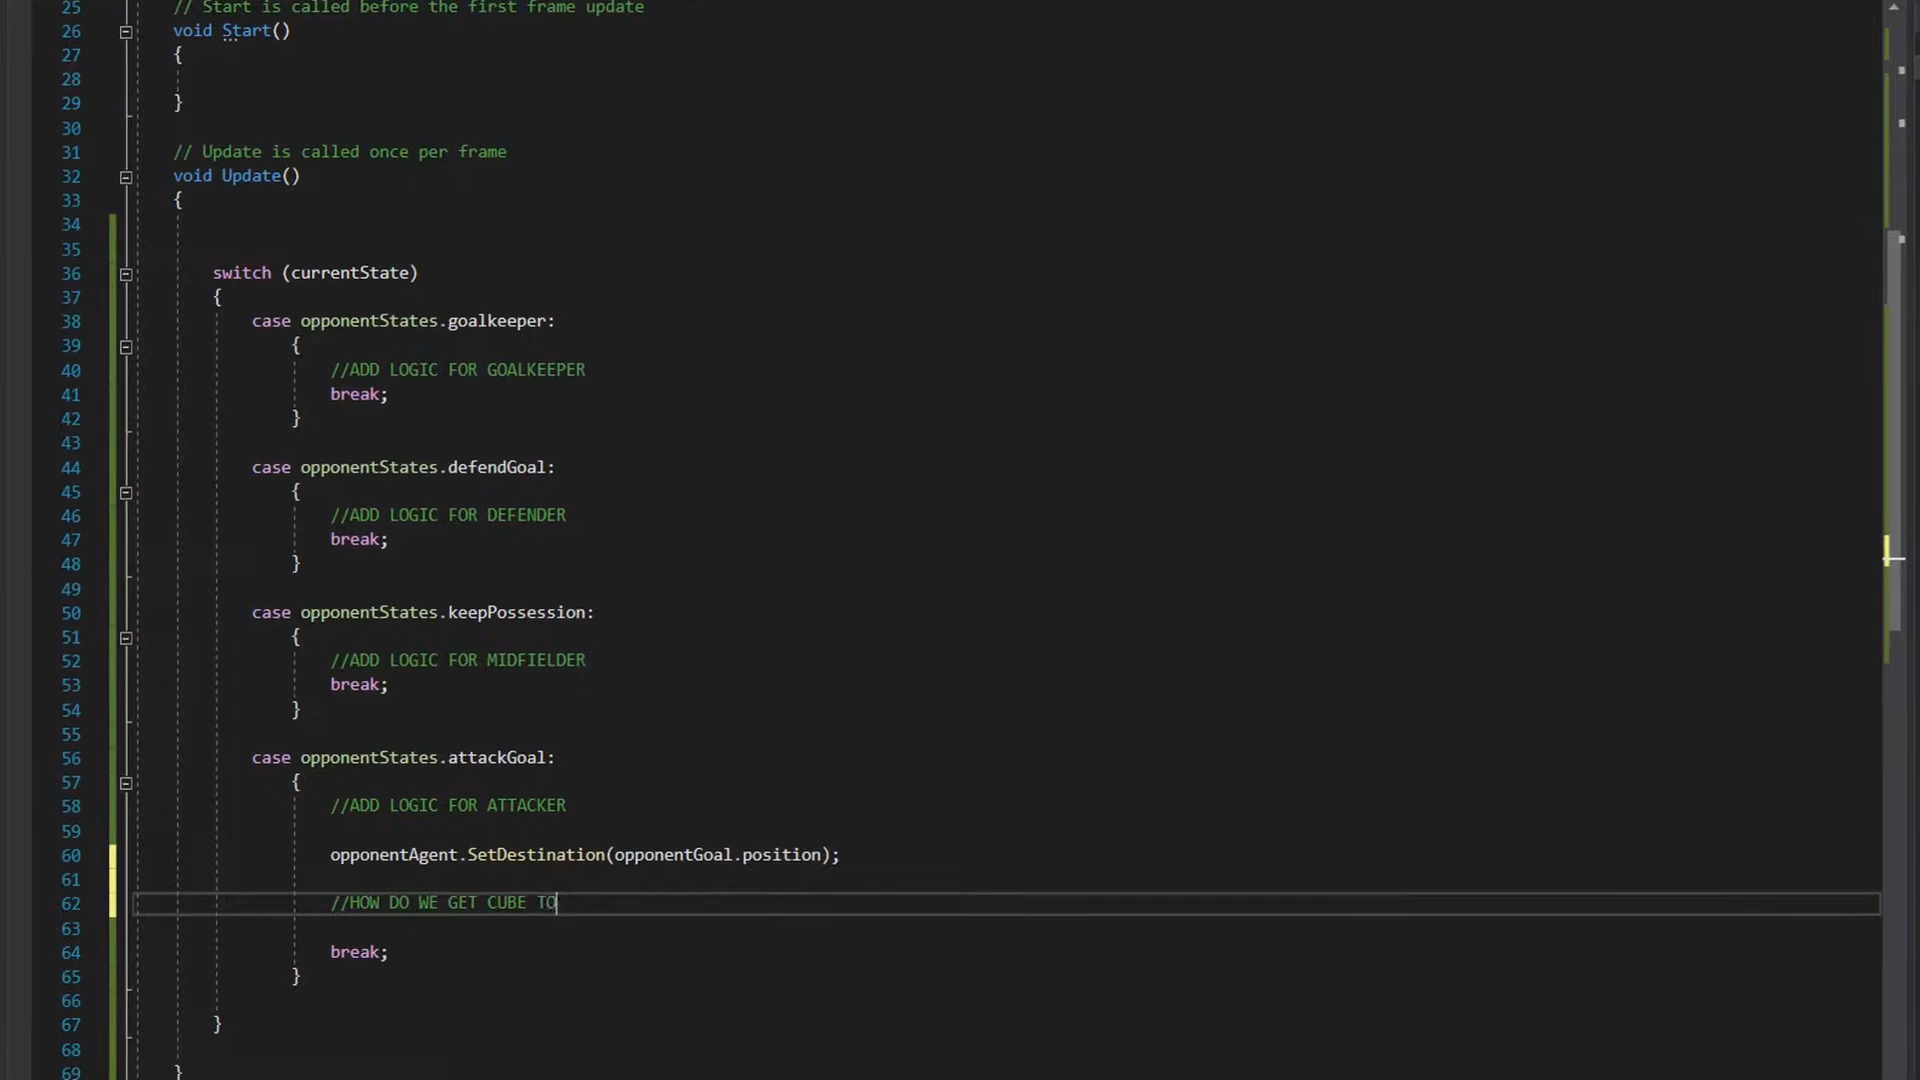 25 // Start is called before the first frame update
26 void Start()
27 {
28
29 }
30
31 // Update is called once per frame
32 void Update()
33 {
34
35
36 switch (currentState)
37 {
38 case opponentStates.goalkeeper:
39 {
40 //ADD LOGIC FOR GOALKEEPER
41 break;
42 }
43
44 case opponentStates.defendGoal:
45 {
46 //ADD LOGIC FOR DEFENDER
47 break;
48 }
49
50 case opponentStates.keepPossession:
51 {
52 //ADD LOGIC FOR MIDFIELDER
53 break;
54 }
55
56 case opponentStates.attackGoal:
57 {
58 //ADD LOGIC FOR ATTACKER
59
60 opponentAgent.SetDestination(opponentGoal.position);
61
62 //HOW DO WE GET CUBE TO
63
64 break;
65 }
66
67 }
68
69 }